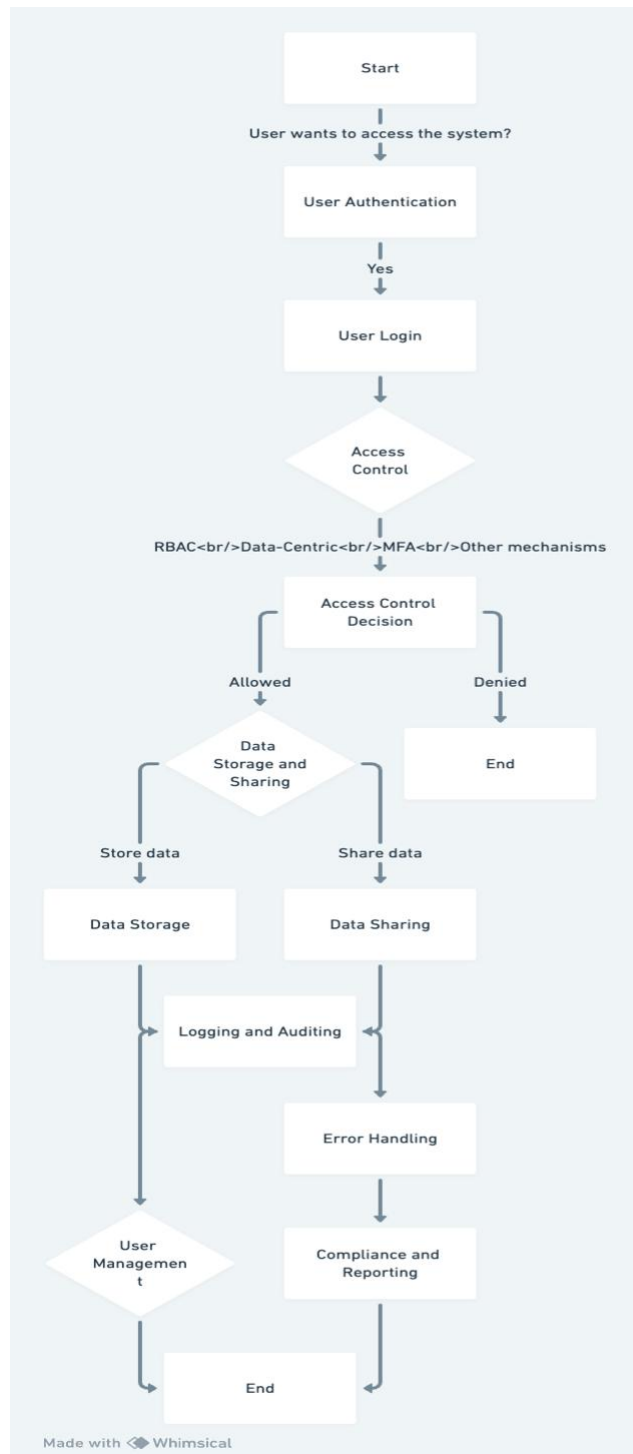 Start
User wants to access the system?
User Authentication
Yes
User Login
Access
Control
RBAC<br/>Data-Centric<br/>MFA<br/>Other mechanisms
Access Control
Decision
Allowed
Denied
Data
Storage and
Sharing
End
Store data
Share data
Data Storage
Data Sharing
Logging and Auditing
Error Handling
User
Managemen
t
Compliance and
Reporting
End
Made with Whimsical